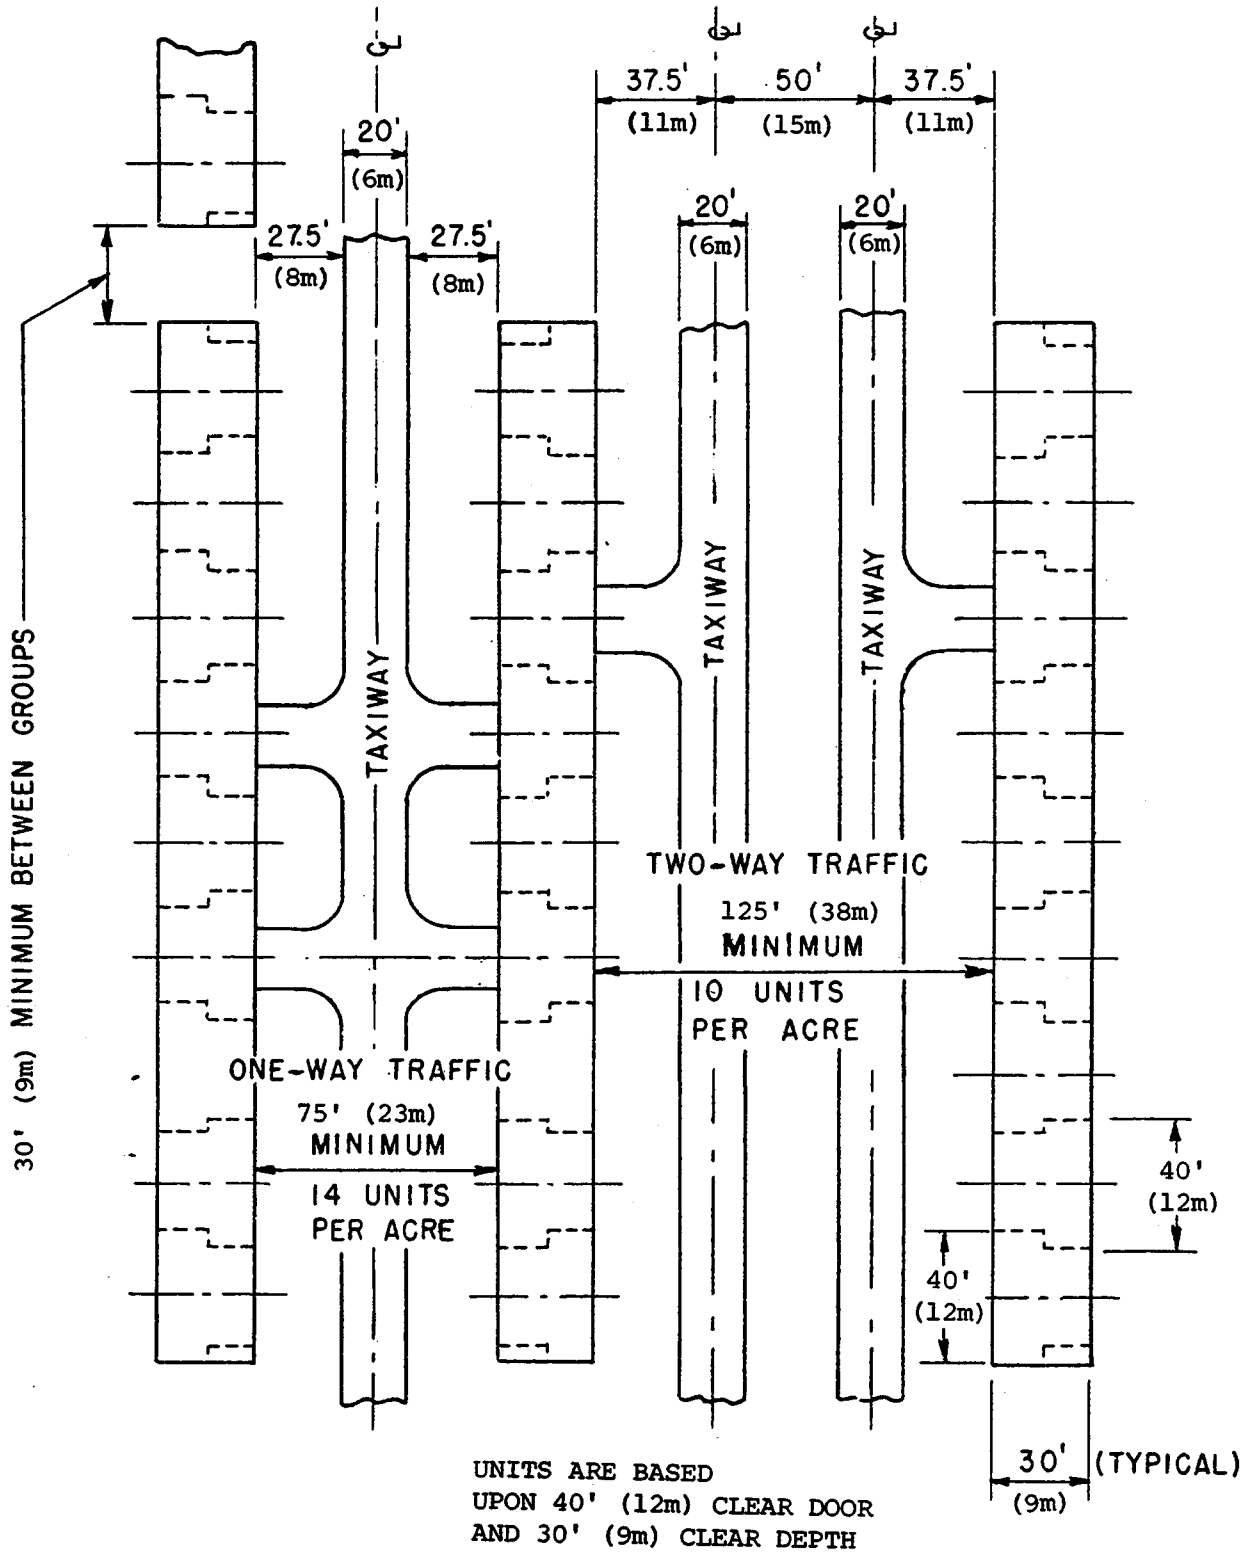 ℄
℄
℄
37.5'
50'
37.5'
(11m)
(15m)
(11m)
20'
(6m)
20'
(6m)
20'
(6m)
27.5'
(8m)
27.5'
(8m)
30' (9m) MINIMUM BETWEEN GROUPS
TAXIWAY
TAXIWAY
TAXIWAY
TWO-WAY TRAFFIC
125' (38m)
MINIMUM
10 UNITS
PER ACRE
ONE-WAY TRAFFIC
75' (23m)
MINIMUM
14 UNITS
PER ACRE
40'
(12m)
40'
(12m)
30' (TYPICAL)
(9m)
UNITS ARE BASED
UPON 40' (12m) CLEAR DOOR
AND 30' (9m) CLEAR DEPTH